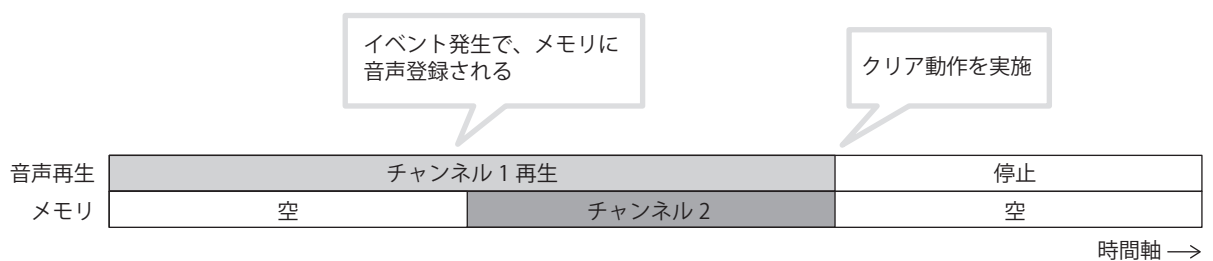 イベント発生で、メモリに
音声登録される
クリア動作を実施
音声再生 チャンネル 1 再生 停止
メモリ 空 チャンネル 2 空
時間軸 →